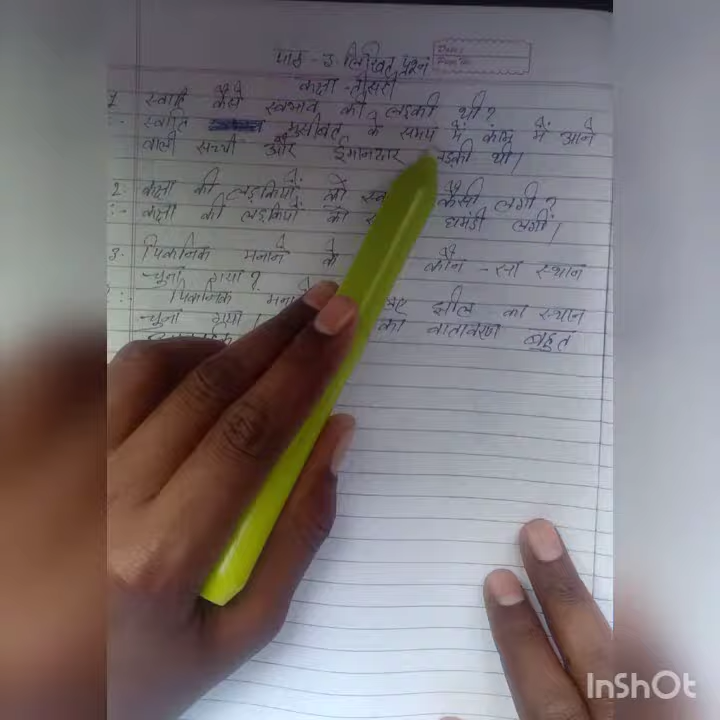 पाठ - 3 लिखित प्रश्न
कक्षा - तीसरी
स्वाति कैसे स्वभाव की लड़की थी?
स्वाति मुसीबत के समय में काम में आने
वाली सच्ची और ईमानदार लड़की थी।
2. कक्षा की लड़कियों को कैसी लगी?
:- कक्षा की लड़कियों को घमंडी लगी।
3. पिकनिक मनाने के कौन - सा स्थान
चुना गया?
:- पिकनिक मनाने झील का स्थान
चुना गया। का वातावरण बहुत
InShOt